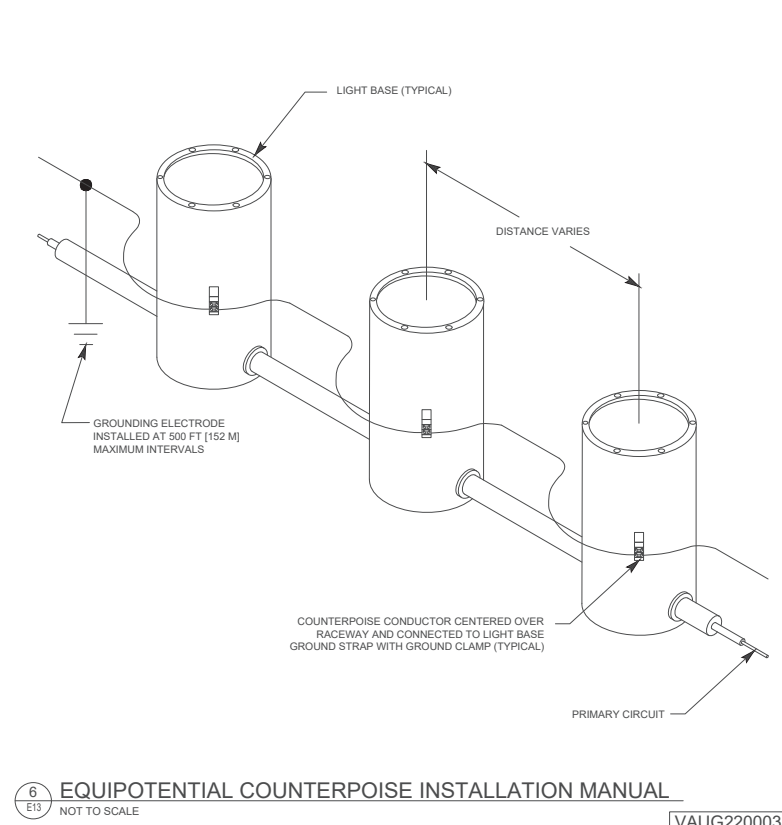 LIGHT BASE (TYPICAL)
DISTANCE VARIES
GROUNDING ELECTRODE
INSTALLED AT 500 FT [152 M]
MAXIMUM INTERVALS
COUNTERPOISE CONDUCTOR CENTERED OVER
RACEWAY AND CONNECTED TO LIGHT BASE
GROUND STRAP WITH GROUND CLAMP (TYPICAL)
PRIMARY CIRCUIT
6
E13
EQUIPOTENTIAL COUNTERPOISE INSTALLATION MANUAL
NOT TO SCALE
VAUG220003